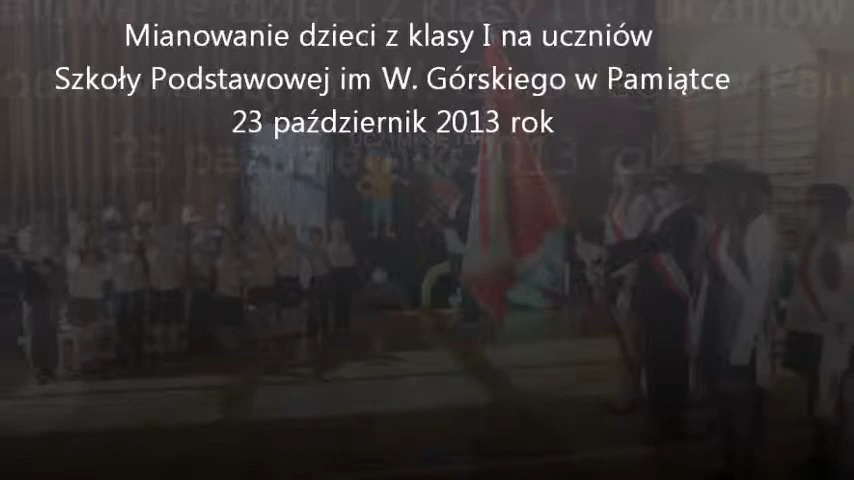 Mianowanie dzieci z klasy I na uczniów
Szkoły Podstawowej im W. Górskiego w Pamiątce
23 październik 2013 rok